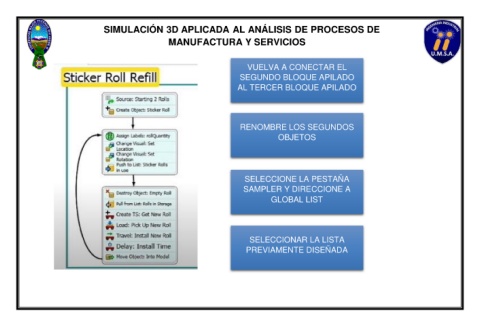 SIMULACIÓN 3D APLICADA AL ANÁLISIS DE PROCESOS DE
MANUFACTURA Y SERVICIOS
U.M.S.A.
Sticker Roll Refill
Source: Starting 2 Rolls
Create Object: Sticker Roll
Assign Labels: rollQuantity
Change Visual: Set
Location
Change Visual: Set
Rotation
Push to List: Sticker Rolls
in Use
Destroy Object: Empty Roll
Pull from List: Rolls in Storage
Create TS: Get New Roll
Load: Pick Up New Roll
Travel: Install New Roll
Delay: Install Time
Move Object: Into Model
VUELVA A CONECTAR EL
SEGUNDO BLOQUE APILADO
AL TERCER BLOQUE APILADO
RENOMBRE LOS SEGUNDOS
OBJETOS
SELECCIONE LA PESTAÑA
SAMPLER Y DIRECCIONE A
GLOBAL LIST
SELECCIONAR LA LISTA
PREVIAMENTE DISEÑADA